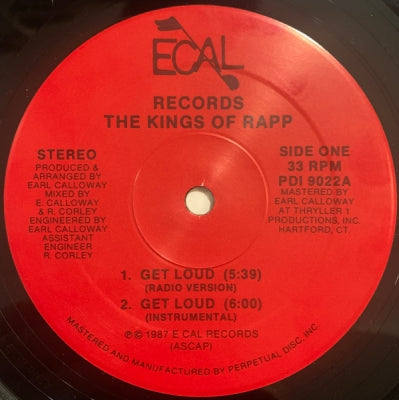 ECAL
RECORDS
THE KINGS OF RAPP
STEREO
PRODUCED &
ARRANGED BY
EARL CALLOWAY
MIXED BY
E. CALLOWAY
& R. CORLEY
ENGINEERED BY
EARL CALLOWAY
ASSISTANT
ENGINEER
R. CORLEY
SIDE ONE
33 RPM
PDI 9022A
MASTERED BY
EARL CALLOWAY
AT THRYLLER 1
PRODUCTIONS, INC.
HARTFORD, CT.
1. GET LOUD (5:39)
(RADIO VERSION)
2. GET LOUD (6:00)
(INSTRUMENTAL)
℗© 1987 E CAL RECORDS
(ASCAP)
MASTERED AND MANUFACTURED BY PERPETUAL DISC, INC.